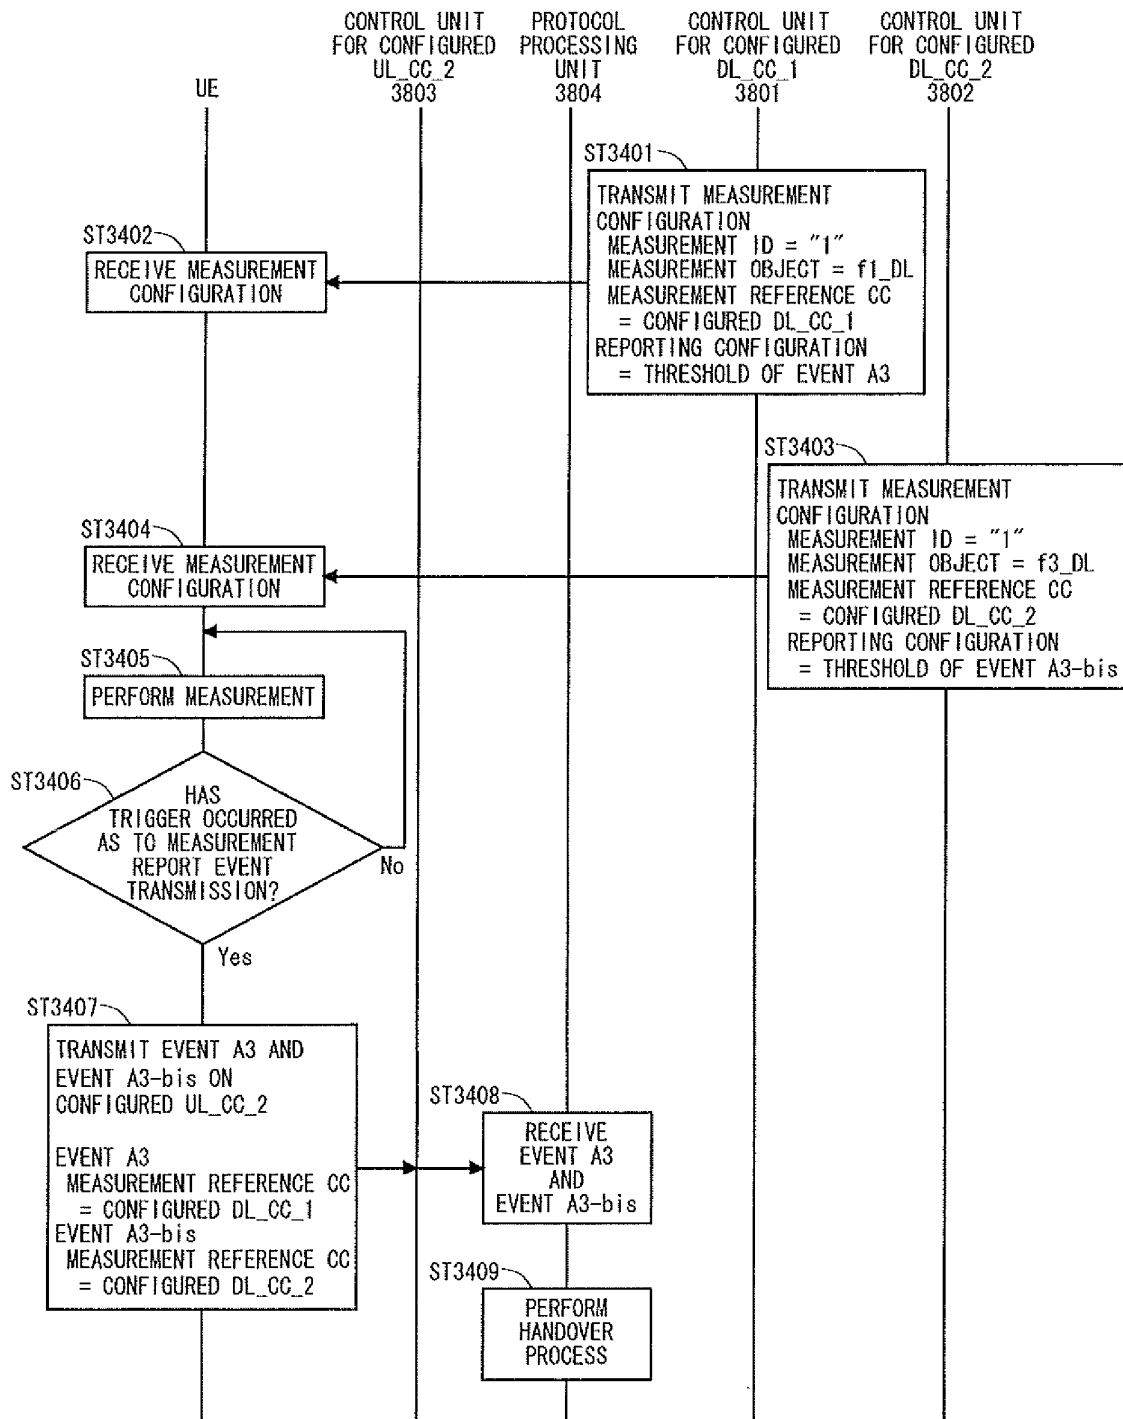 UE
CONTROL UNIT
FOR CONFIGURED
UL_CC_2
3803
PROTOCOL
PROCESSING
UNIT
3804
CONTROL UNIT
FOR CONFIGURED
DL_CC_1
3801
CONTROL UNIT
FOR CONFIGURED
DL_CC_2
3802
ST3401
TRANSMIT MEASUREMENT
CONFIGURATION
MEASUREMENT ID = "1"
MEASUREMENT OBJECT = f1_DL
MEASUREMENT REFERENCE CC
= CONFIGURED DL_CC_1
REPORTING CONFIGURATION
= THRESHOLD OF EVENT A3
ST3402
RECEIVE MEASUREMENT
CONFIGURATION
ST3403
TRANSMIT MEASUREMENT
CONFIGURATION
MEASUREMENT ID = "1"
MEASUREMENT OBJECT = f3_DL
MEASUREMENT REFERENCE CC
= CONFIGURED DL_CC_2
REPORTING CONFIGURATION
= THRESHOLD OF EVENT A3-bis
ST3404
RECEIVE MEASUREMENT
CONFIGURATION
ST3405
PERFORM MEASUREMENT
ST3406
HAS
TRIGGER OCCURRED
AS TO MEASUREMENT
REPORT EVENT
TRANSMISSION?
No
Yes
ST3407
TRANSMIT EVENT A3 AND
EVENT A3-bis ON
CONFIGURED UL_CC_2
EVENT A3
MEASUREMENT REFERENCE CC
= CONFIGURED DL_CC_1
EVENT A3-bis
MEASUREMENT REFERENCE CC
= CONFIGURED DL_CC_2
ST3408
RECEIVE
EVENT A3
AND
EVENT A3-bis
ST3409
PERFORM
HANDOVER
PROCESS